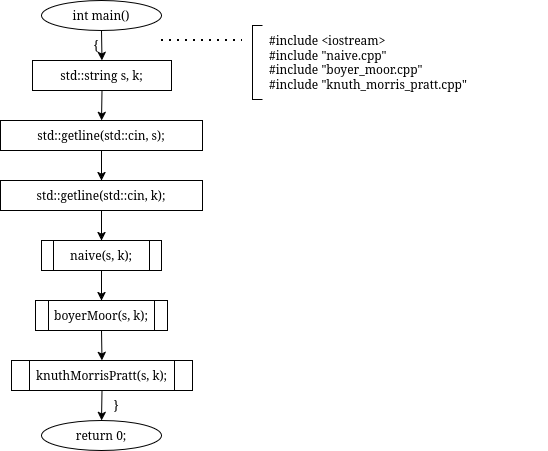 int main()
{
#include <iostream>
#include "naive.cpp"
#include "boyer_moor.cpp"
#include "knuth_morris_pratt.cpp"
std::string s, k;
std::getline(std::cin, s);
std::getline(std::cin, k);
naive(s, k);
boyerMoor(s, k);
knuthMorrisPratt(s, k);
}
return 0;